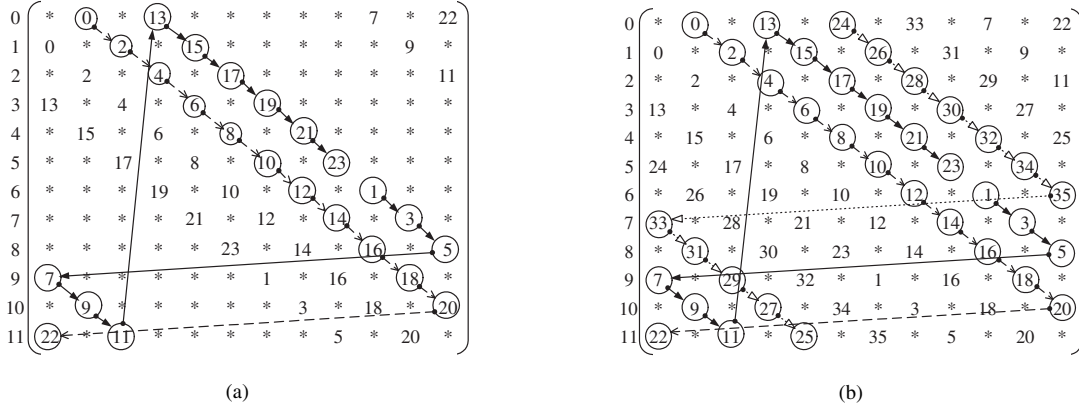 0 * 0 * 13 * * * * * 7 * 22
1 0 * 2 * 15 * * * * * 9 *
2 * 2 * 4 * 17 * * * * * 11
3 13 * 4 * 6 * 19 * * * * *
4 * 15 * 6 * 8 * 21 * * * *
5 * * 17 * 8 * 10 * 23 * * *
6 * * * 19 * 10 * 12 * 1 * *
7 * * * * 21 * 12 * 14 * 3 *
8 * * * * * 23 * 14 * 16 * 5
9 7 * * * * * 1 * 16 * 18 *
10 * 9 * * * * * 3 * 18 * 20
11 22 * 11 * * * * * 5 * 20 *
(a)
0 * 0 * 13 * 24 * 33 * 7 * 22
1 0 * 2 * 15 * 26 * 31 * 9 *
2 * 2 * 4 * 17 * 28 * 29 * 11
3 13 * 4 * 6 * 19 * 30 * 27 *
4 * 15 * 6 * 8 * 21 * 32 * 25
5 24 * 17 * 8 * 10 * 23 * 34 *
6 * 26 * 19 * 10 * 12 * 1 * 35
7 33 * 28 * 21 * 12 * 14 * 3 *
8 * 31 * 30 * 23 * 14 * 16 * 5
9 7 * 29 * 32 * 1 * 16 * 18 *
10 * 9 * 27 * 34 * 3 * 18 * 20
11 22 * 11 * 25 * 35 * 5 * 20 *
(b)